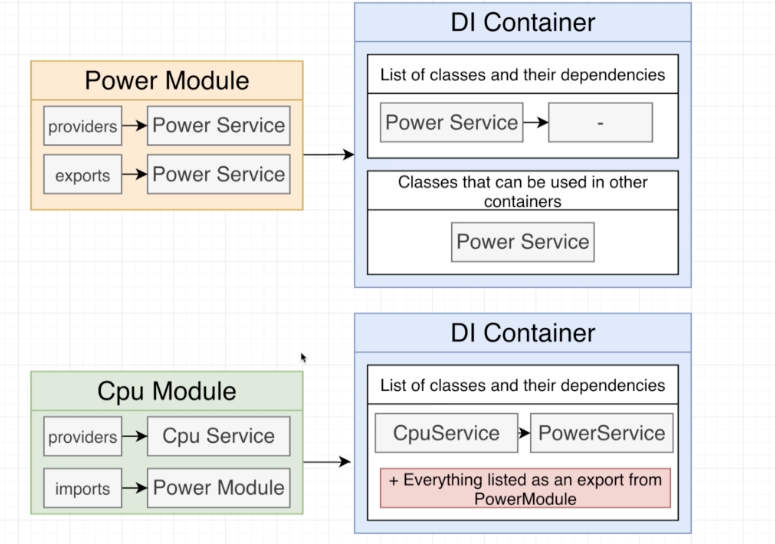 DI Container
Power Module
List of classes and their dependencies
providers
Power Service
Power Service
-
exports
Power Service
Classes that can be used in other
containers
Power Service
DI Container
Cpu Module
List of classes and their dependencies
providers
Cpu Service
CpuService
PowerService
imports
Power Module
+ Everything listed as an export from
PowerModule